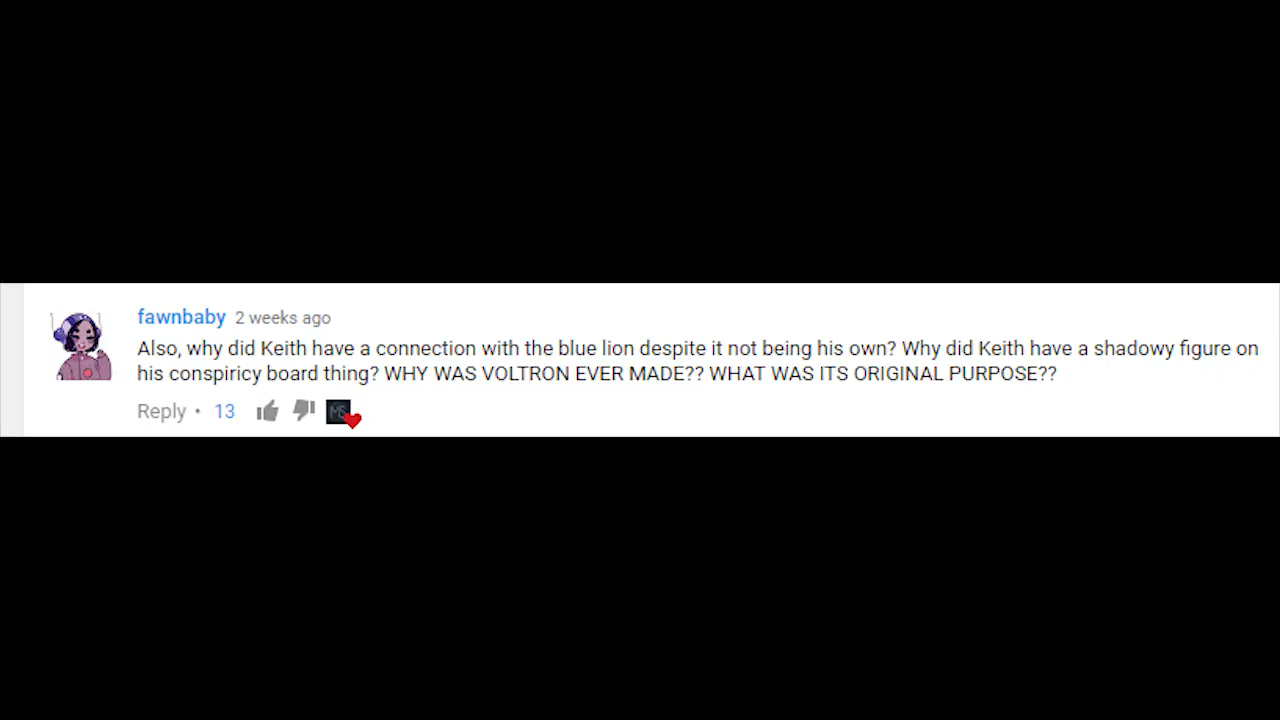 fawnbaby 2 weeks ago
Also, why did Keith have a connection with the blue lion despite it not being his own? Why did Keith have a shadowy figure on
his conspiricy board thing? WHY WAS VOLTRON EVER MADE?? WHAT WAS ITS ORIGINAL PURPOSE??
Reply • 13